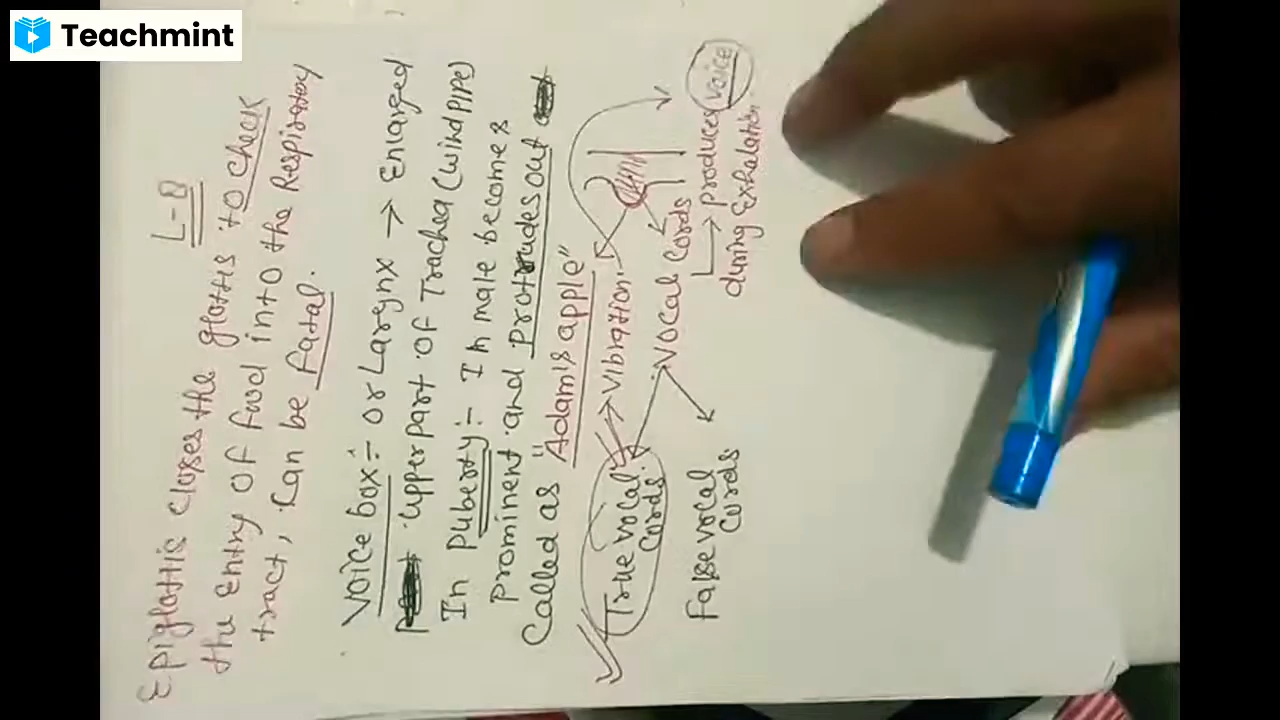 Teachmint
L-8
Epiglottis closes the glottis to check
the Entry of food into the Respiratory
tract, can be fatal.
Voice box:- or Larynx → Enlarged
upper part of Trachea (wind PIPe)
In puberty:- In male becomes
prominent and protrudes out
Called as "Adam's apple"
True vocal cords → Vibration.
Vocal cords
False vocal cords
→ produces voice
during Exhalation.